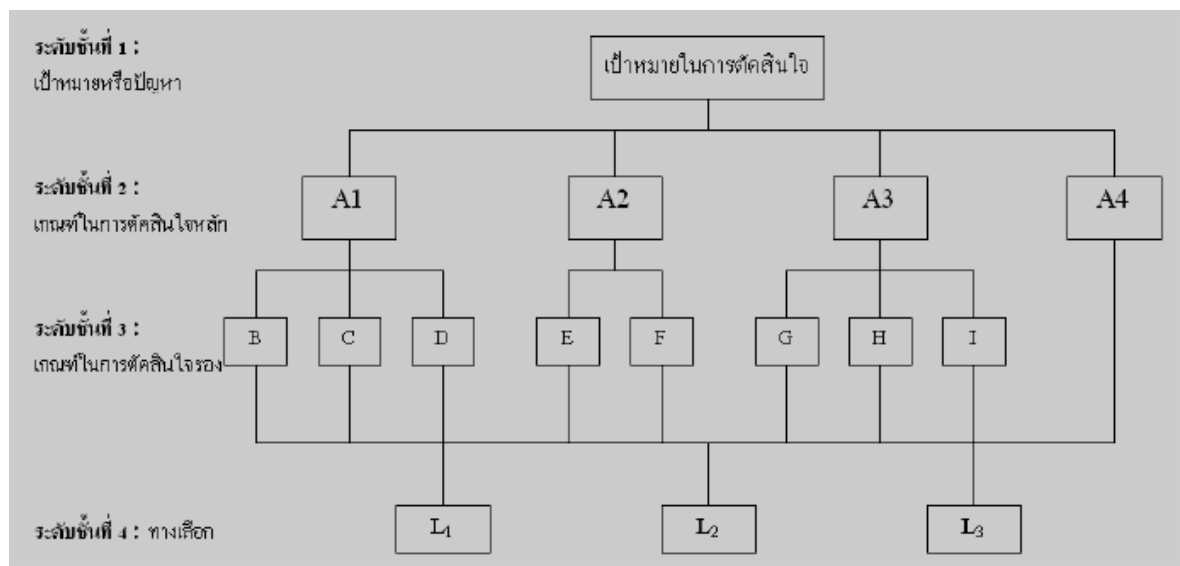 ระดับชั้นที่ 1 :
เป้าหมายหรือปัญหา
เป้าหมายในการตัดสินใจ
ระดับชั้นที่ 2 :
เกณฑ์ในการตัดสินใจหลัก
A1 A2 A3 A4
ระดับชั้นที่ 3 :
เกณฑ์ในการตัดสินใจรอง
B C D E F G H I
ระดับชั้นที่ 4 : ทางเลือก
L₁ L₂ L₃